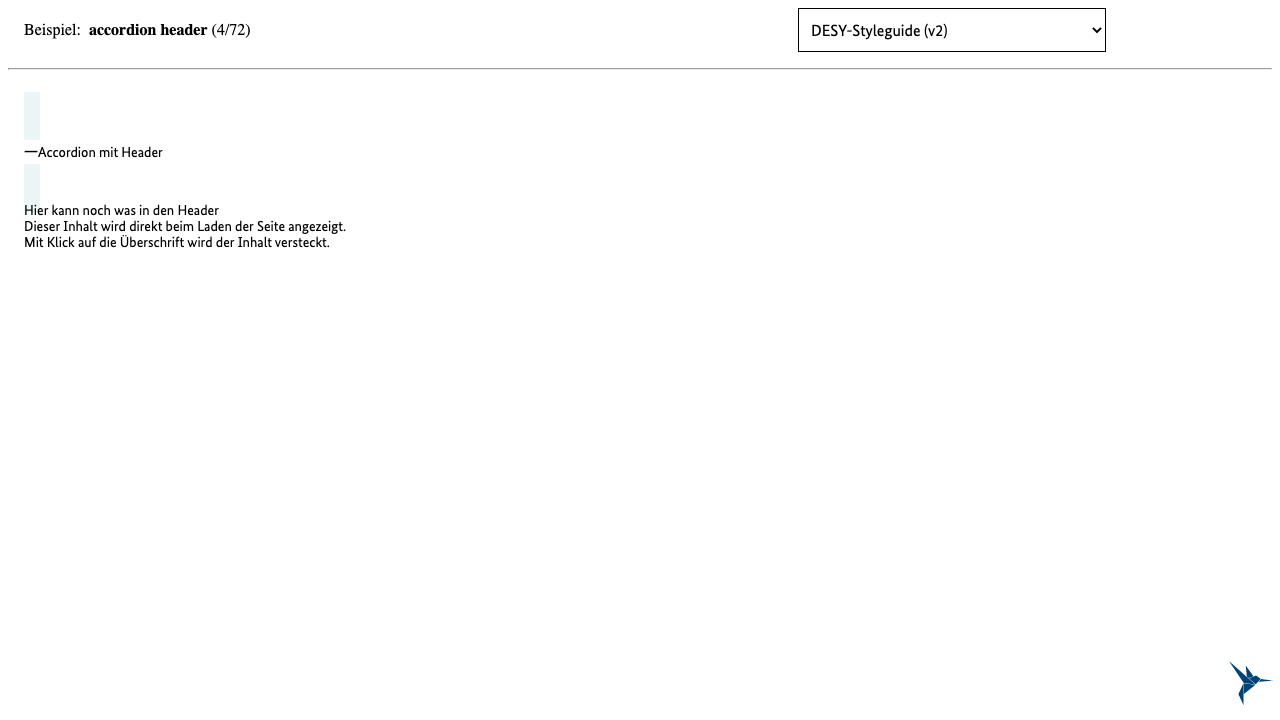 Beispiel: accordion header (4/72)
DESY-Styleguide (v2)
—Accordion mit Header
Hier kann noch was in den Header
Dieser Inhalt wird direkt beim Laden der Seite angezeigt.
Mit Klick auf die Überschrift wird der Inhalt versteckt.